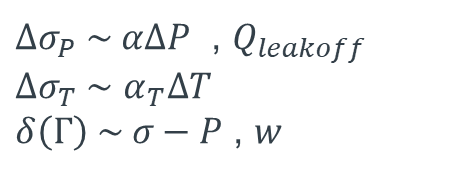 Δσ_P ~ αΔP , Q_leakoff
Δσ_T ~ α_TΔT
δ(Γ) ~ σ − P , w